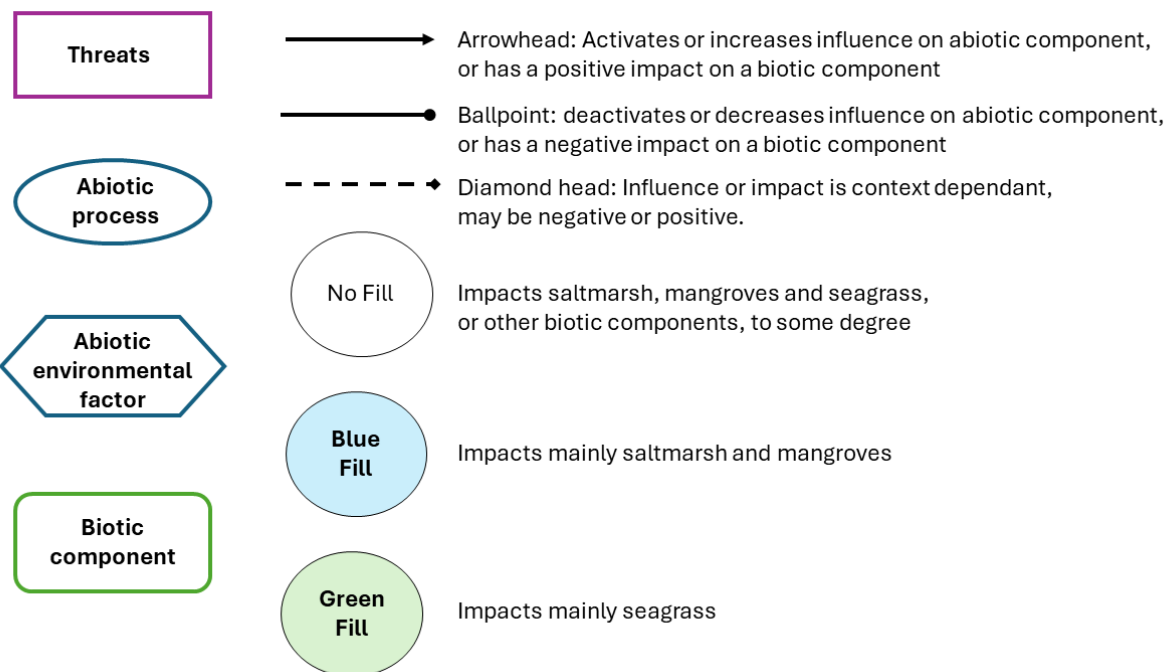 Threats
Arrowhead: Activates or increases influence on abiotic component,
or has a positive impact on a biotic component
Ballpoint: deactivates or decreases influence on abiotic component,
or has a negative impact on a biotic component
Abiotic
process
Diamond head: Influence or impact is context dependant,
may be negative or positive.
No Fill
Impacts saltmarsh, mangroves and seagrass,
or other biotic components, to some degree
Abiotic
environmental
factor
Blue
Fill
Impacts mainly saltmarsh and mangroves
Biotic
component
Green
Fill
Impacts mainly seagrass